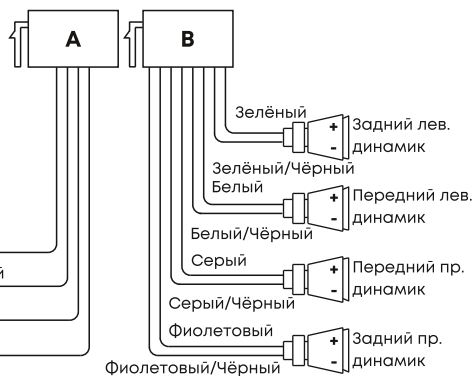 A
B
Зелёный
+
Задний лев.
-
динамик
Зелёный/Чёрный
Белый
+
Передний лев.
-
динамик
Белый/Чёрный
Серый
+
Передний пр.
й
-
динамик
Серый/Чёрный
Фиолетовый
+
Задний пр.
-
динамик
Фиолетовый/Чёрный